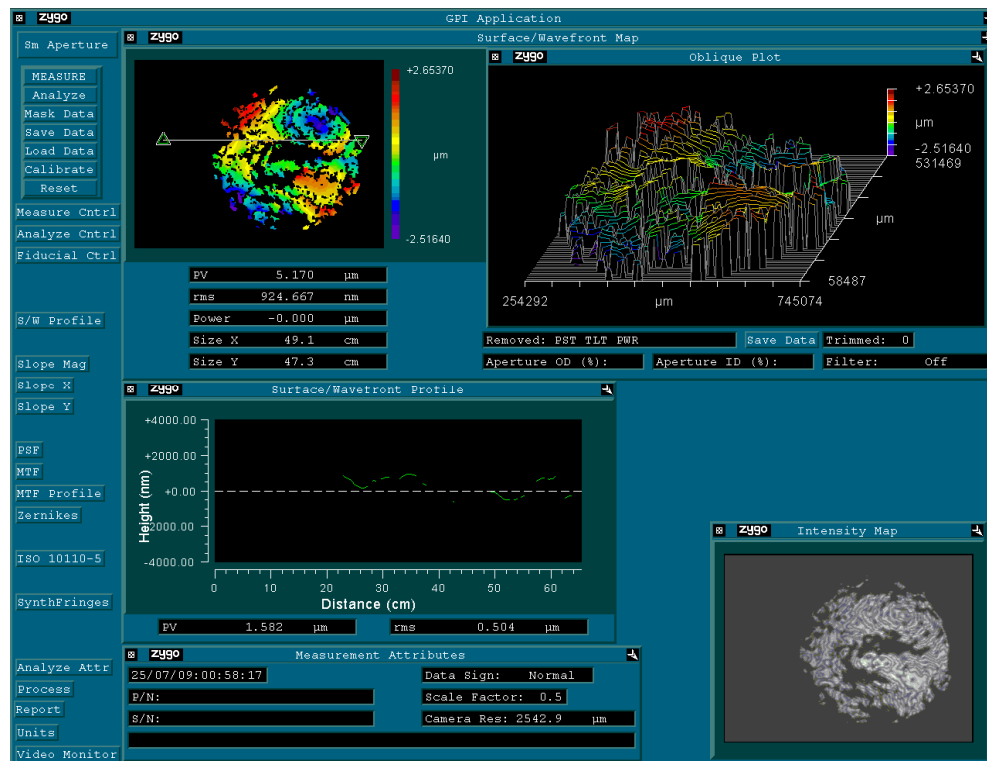 zygo GPI Application
Sm Aperture
MEASURE
Analyze
Mask Data
Save Data
Load Data
Calibrate
Reset
Measure Cntrl
Analyze Cntrl
Fiducial Ctrl
S/W Profile
Slope Mag
Slope X
Slope Y
PSF
MTF
MTF Profile
Zernikes
ISO 10110-5
SynthFringes
Analyze Attr
Process
Report
Units
Video Monitor
zygo Surface/Wavefront Map
+2.65370
µm
-2.51640
PV 5.170 µm
rms 924.667 nm
Power -0.000 µm
Size X 49.1 cm
Size Y 47.3 cm
zygo Oblique Plot
+2.65370
µm
-2.51640
531469
µm
58487
254292 µm 745074
Removed: PST TLT PWR Save Data Trimmed: 0
Aperture OD (%): Aperture ID (%): Filter: Off
zygo Surface/Wavefront Profile
+4000.00
+2000.00
+0.00
-2000.00
-4000.00
Height (nm)
0 10 20 30 40 50 60
Distance (cm)
PV 1.582 µm rms 0.504 µm
zygo Measurement Attributes
25/07/09:00:58:17 Data Sign: Normal
P/N: Scale Factor: 0.5
S/N: Camera Res: 2542.9 µm
zygo Intensity Map